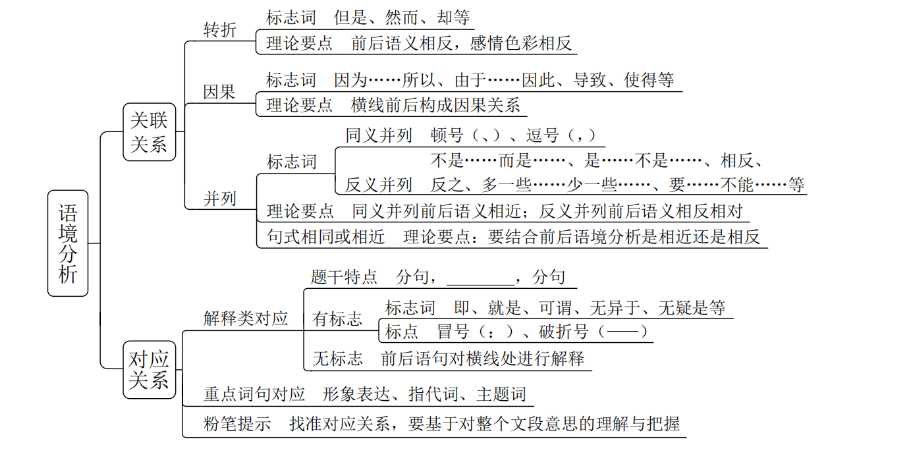 语境分析
关联
关系
转折
标志词 但是、然而、却等
理论要点 前后语义相反，感情色彩相反
因果
标志词 因为……所以、由于……因此、导致、使得等
理论要点 横线前后构成因果关系
并列
标志词
同义并列 顿号（、）、逗号（，）
不是……而是……、是……不是……、相反、
反义并列 反之、多一些……少一些……、要……不能……等
理论要点 同义并列前后语义相近；反义并列前后语义相反相对
句式相同或相近 理论要点：要结合前后语境分析是相近还是相反
对应
关系
解释类对应
题干特点 分句，________，分句
有标志
标志词 即、就是、可谓、无异于、无疑是等
标点 冒号（：）、破折号（——）
无标志 前后语句对横线处进行解释
重点词句对应 形象表达、指代词、主题词
粉笔提示 找准对应关系，要基于对整个文段意思的理解与把握